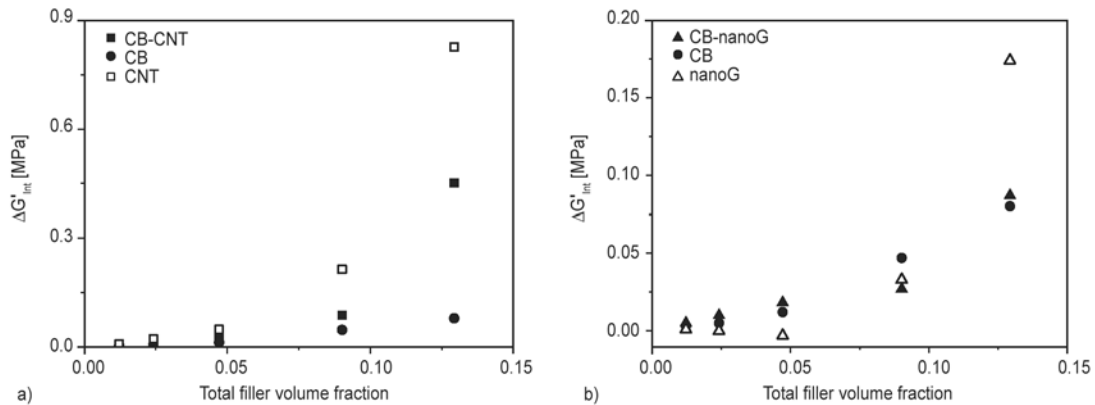 0.9
0.6
0.3
0.0
ΔG'Int [MPa]
CB-CNT
CB
CNT
0.00
0.05
0.10
0.15
Total filler volume fraction
a)
0.20
0.15
0.10
0.05
0.00
ΔG'Int [MPa]
CB-nanoG
CB
nanoG
0.00
0.05
0.10
0.15
Total filler volume fraction
b)